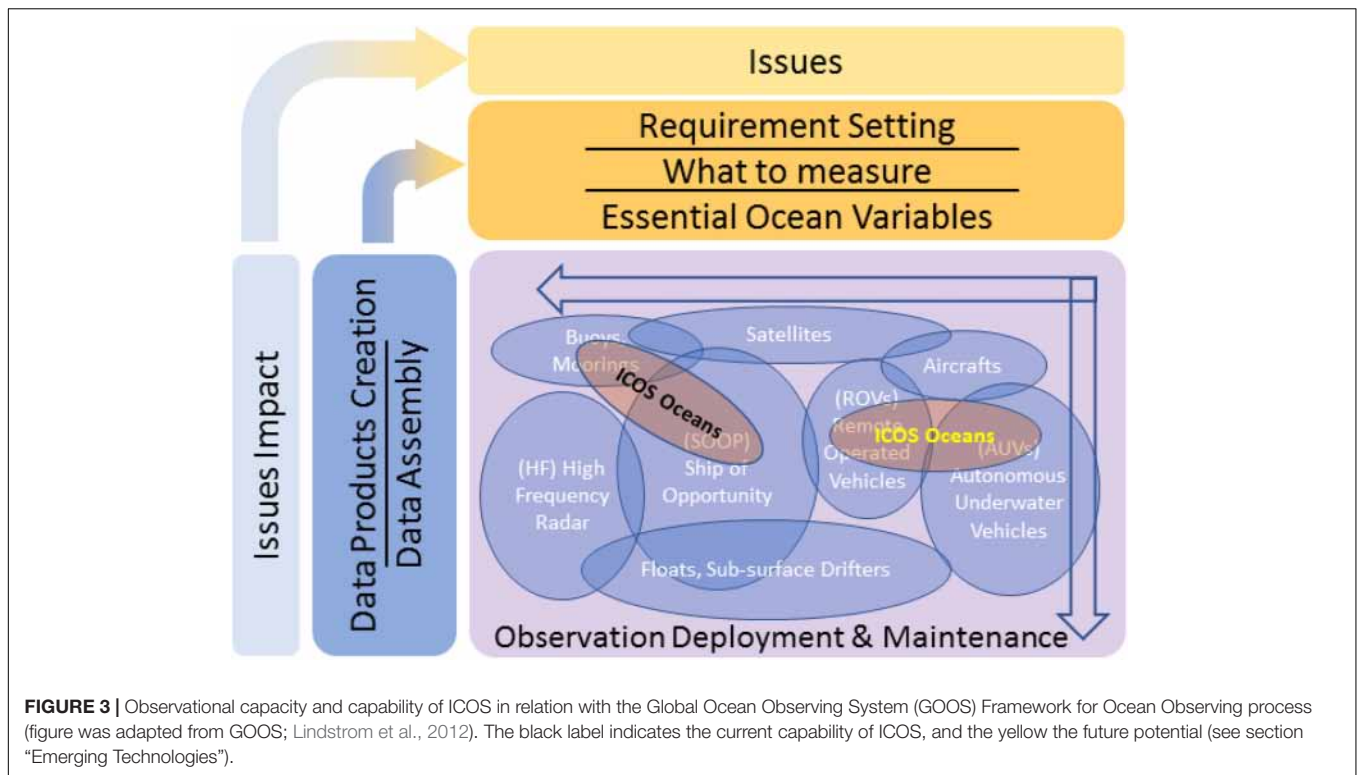 Issues
Requirement Setting
What to measure
Essential Ocean Variables
Issues Impact
Data Products Creation
Data Assembly
Buoys
Moorings
Satellites
Aircrafts
ICOS Oceans
(HF) High
Frequency
Radar
(SOOP)
Ship of
Opportunity
(ROVs)
Remote
Operated
Vehicles
ICOS Oceans
(AUVs)
Autonomous
Underwater
Vehicles
Floats, Sub-surface Drifters
Observation Deployment & Maintenance
FIGURE 3 | Observational capacity and capability of ICOS in relation with the Global Ocean Observing System (GOOS) Framework for Ocean Observing process
(figure was adapted from GOOS; Lindstrom et al., 2012). The black label indicates the current capability of ICOS, and the yellow the future potential (see section
“Emerging Technologies”).